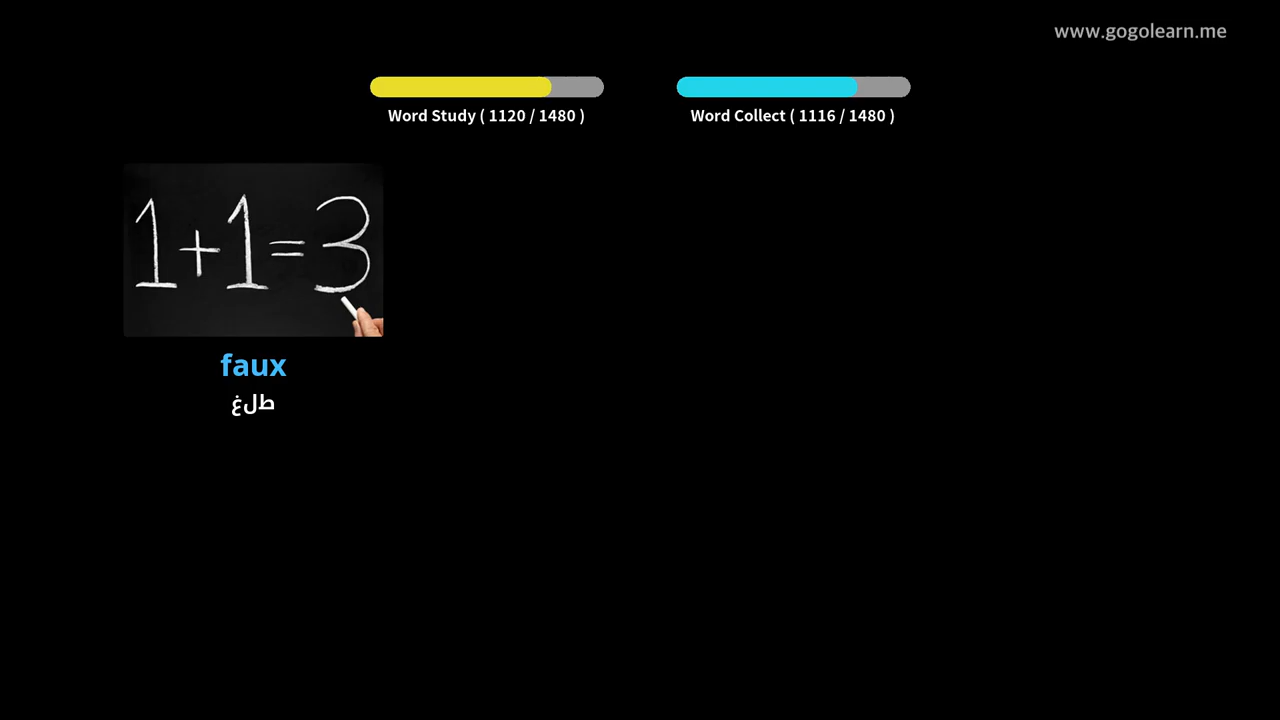 www.gogolearn.me
Word Study ( 1120 / 1480 )
Word Collect ( 1116 / 1480 )
1+1=3
faux
طلغ